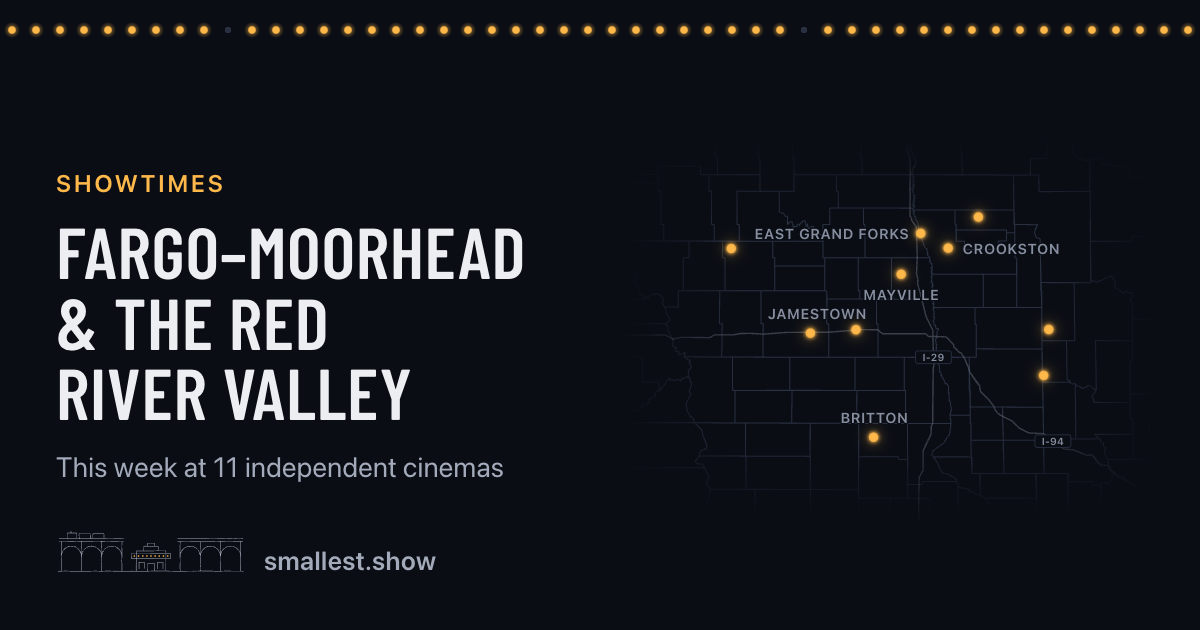 SHOWTIMES
FARGO–MOORHEAD
& THE RED
RIVER VALLEY
This week at 11 independent cinemas
smallest.show
EAST GRAND FORKS
CROOKSTON
MAYVILLE
JAMESTOWN
I-29
BRITTON
I-94